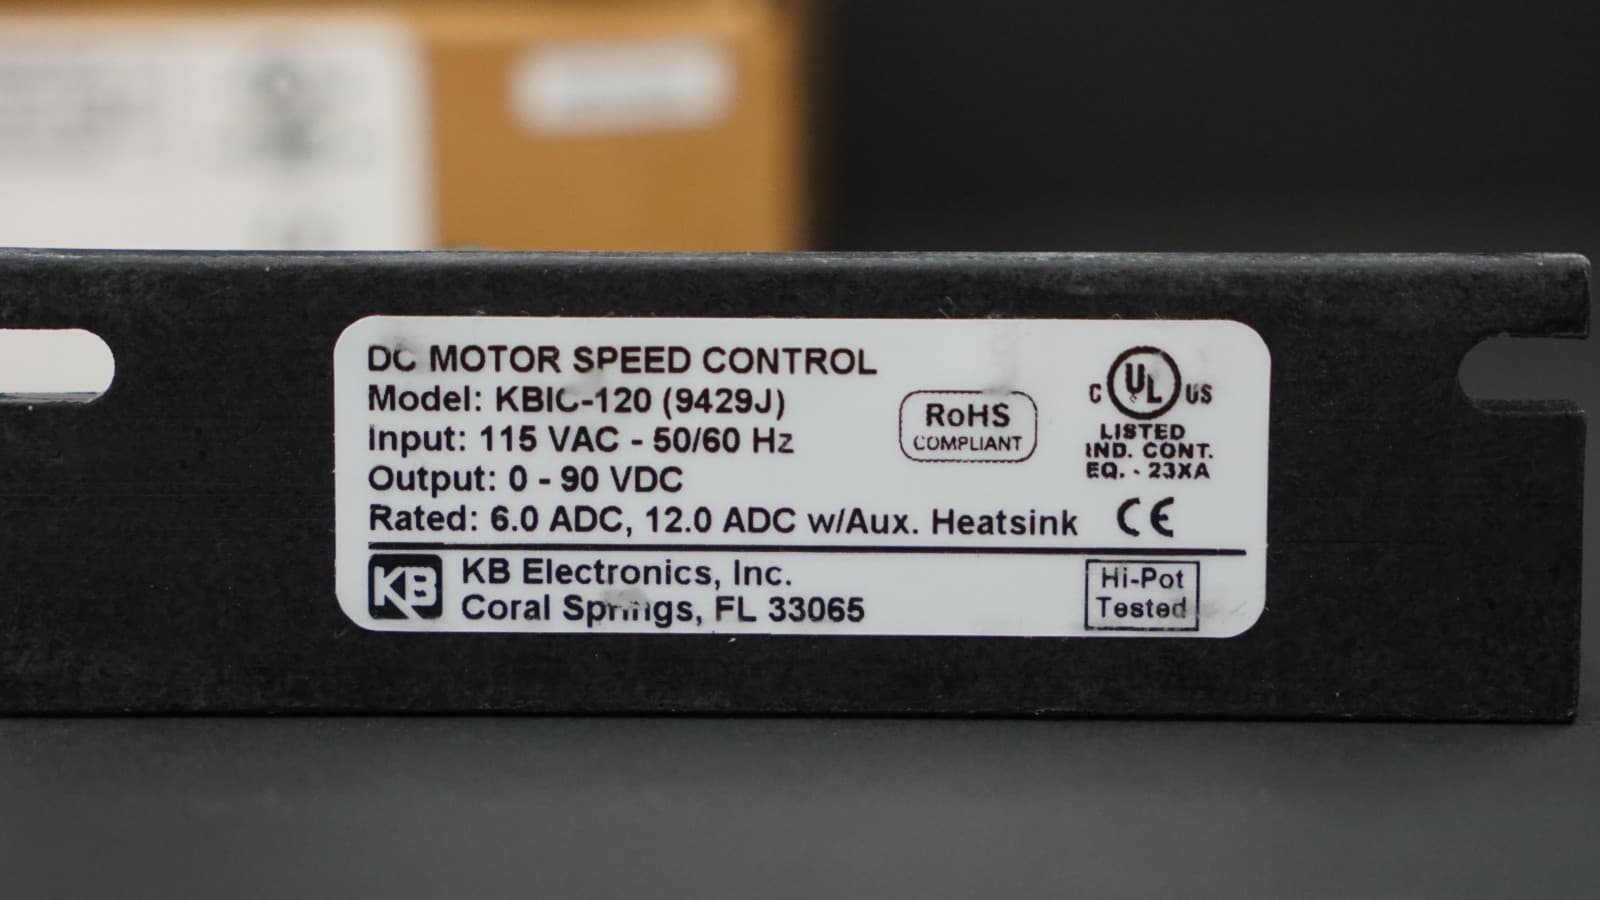 DC MOTOR SPEED CONTROL
Model: KBIC-120 (9429J)
Input: 115 VAC - 50/60 Hz
Output: 0 - 90 VDC
Rated: 6.0 ADC, 12.0 ADC w/Aux. Heatsink
RoHS
COMPLIANT
C UL US
LISTED
IND. CONT.
EQ. - 23XA
CE
KB
KB Electronics, Inc.
Coral Springs, FL 33065
Hi-Pot
Tested